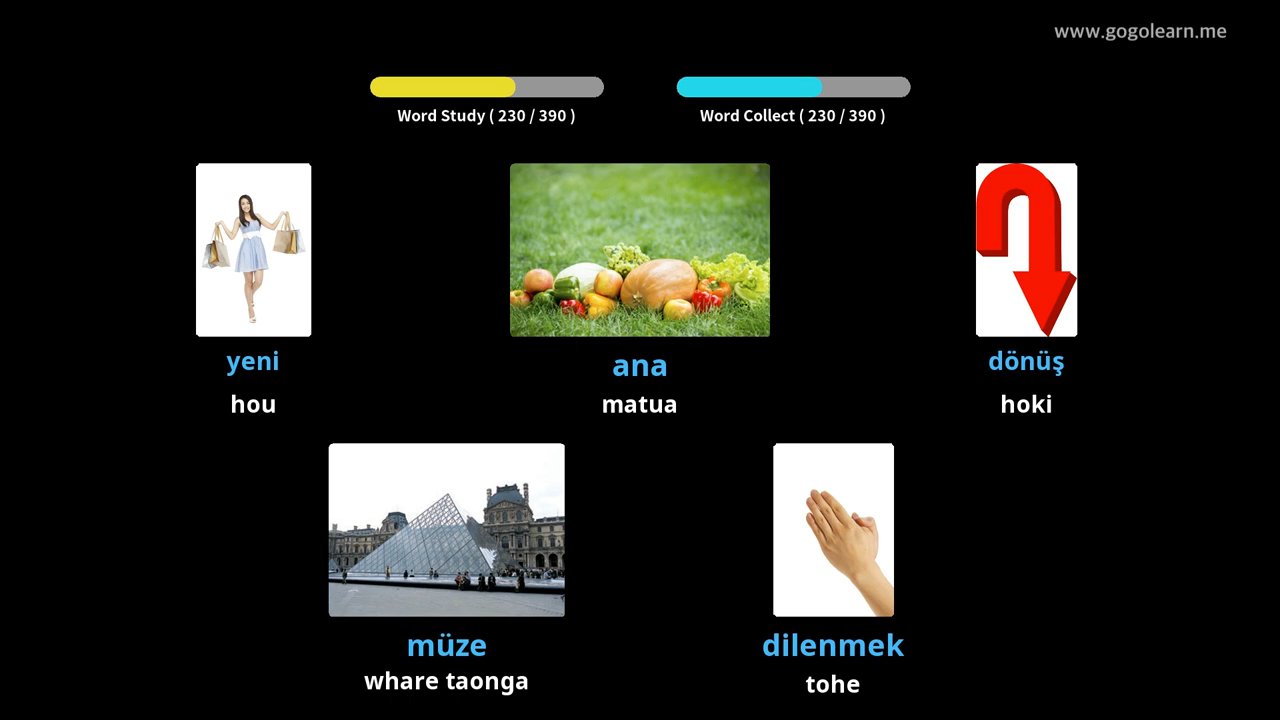 www.gogolearn.me
Word Study ( 230 / 390 )
Word Collect ( 230 / 390 )
yeni
ana
dönüş
hou
matua
hoki
müze
dilenmek
whare taonga
tohe